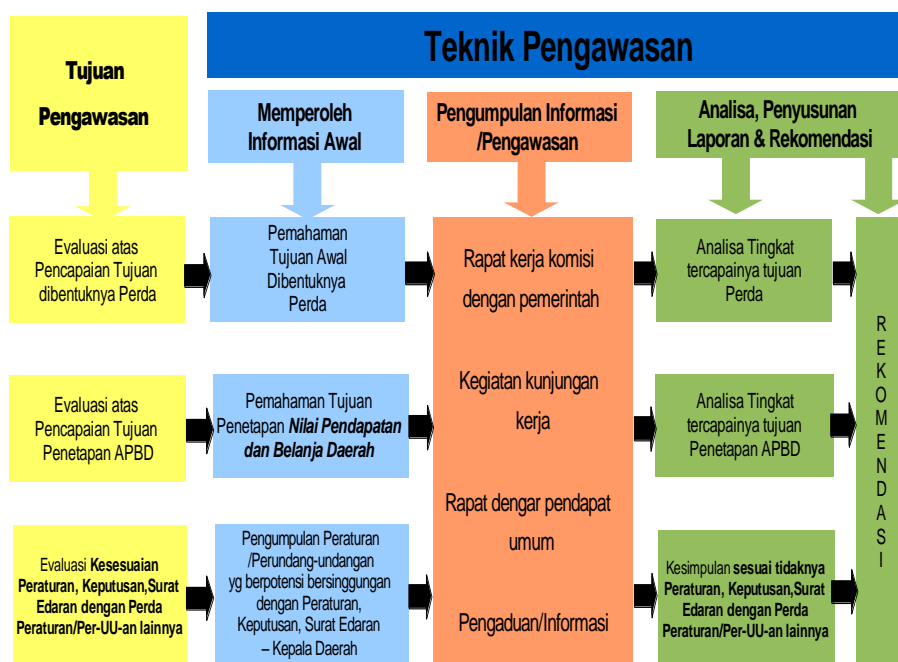 Tujuan
Pengawasan
Teknik Pengawasan
Memperoleh
Informasi Awal
Pengumpulan Informasi
/Pengawasan
Analisa, Penyusunan
Laporan & Rekomendasi
Evaluasi atas
Pencapaian Tujuan
dibentuknya Perda
Pemahaman
Tujuan Awal
Dibentuknya
Perda
Rapat kerja komisi
dengan pemerintah
Kegiatan kunjungan
kerja
Rapat dengar pendapat
umum
Pengaduan/Informasi
Analisa Tingkat
tercapainya tujuan
Perda
Evaluasi atas
Pencapaian Tujuan
Penetapan APBD
Pemahaman Tujuan
Penetapan Nilai Pendapatan
dan Belanja Daerah
Analisa Tingkat
tercapainya tujuan
Penetapan APBD
Evaluasi Kesesuaian
Peraturan, Keputusan,Surat
Edaran dengan Perda
Peraturan/Per-UU-an lainnya
Pengumpulan Peraturan
/Perundang-undangan
yg berpotensi bersinggungan
dengan Peraturan,
Keputusan, Surat Edaran
– Kepala Daerah
Kesimpulan sesuai tidaknya
Peraturan, Keputusan,Surat
Edaran dengan Perda
Peraturan/Per-UU-an lainnya
REKOMENDASI